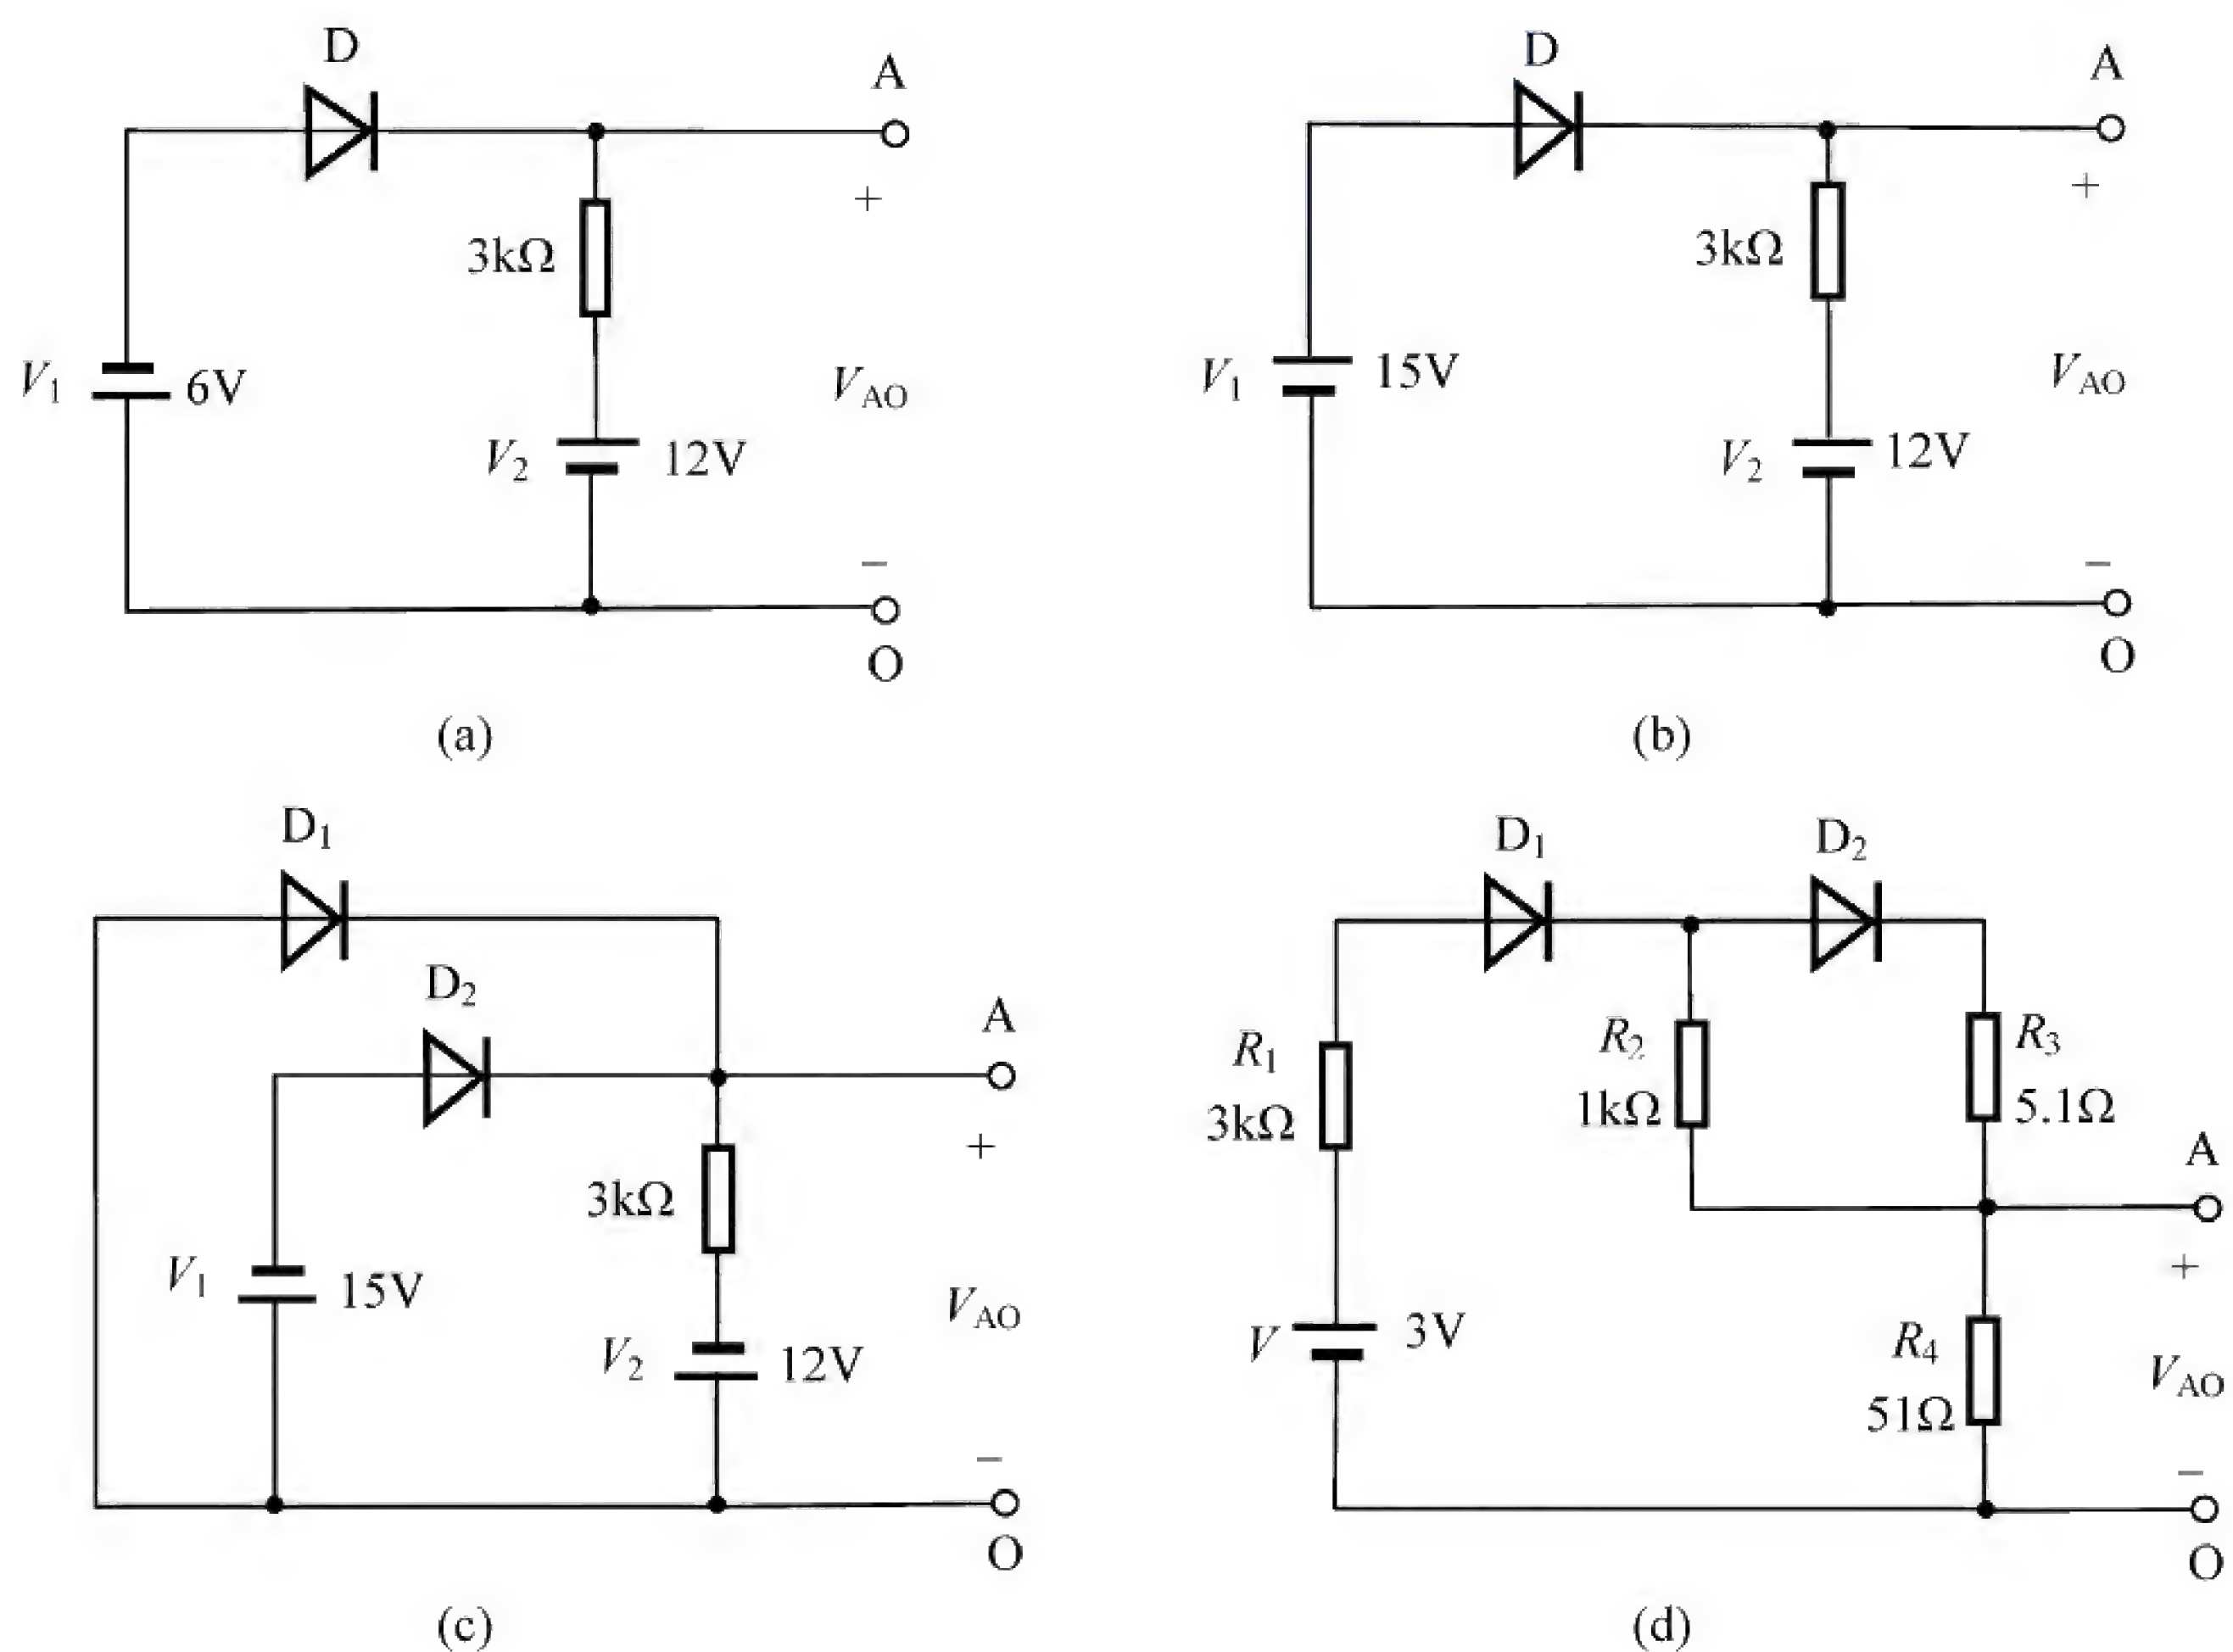 D
A
+
3kΩ
V1 6V
VAO
V2 12V
−
O
(a)
D
A
+
3kΩ
V1 15V
VAO
V2 12V
−
O
(b)
D1
D2
A
+
3kΩ
V1 15V
VAO
V2 12V
−
O
(c)
D1 D2
R1 3kΩ
R2 1kΩ
R3 5.1Ω
A
+
V 3V
R4 51Ω
VAO
−
O
(d)